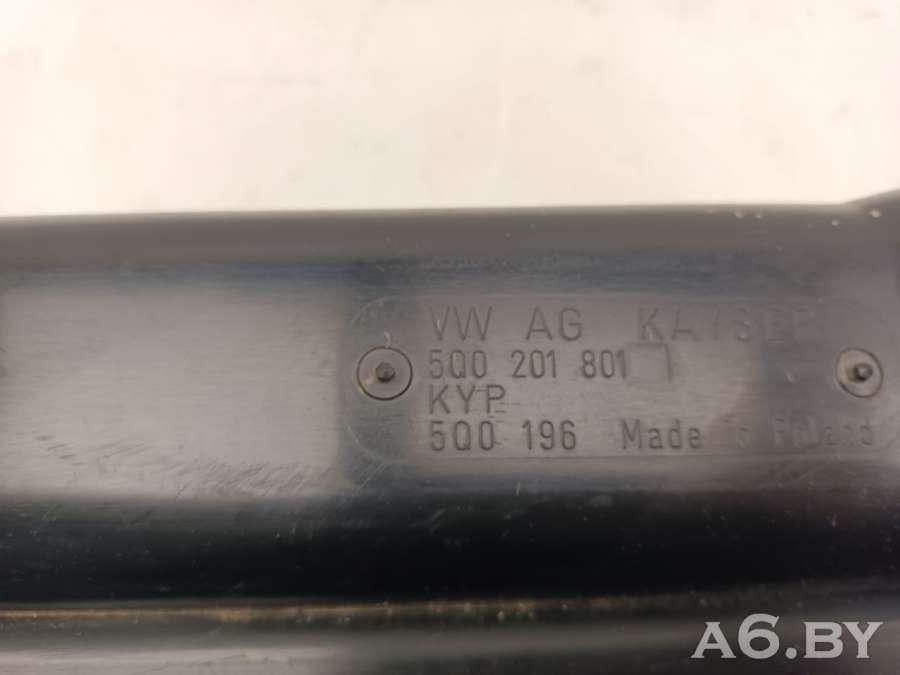 VW AG KAYSER
5Q0 201 801
KYP
5Q0 196 Made in Poland
A6.BY